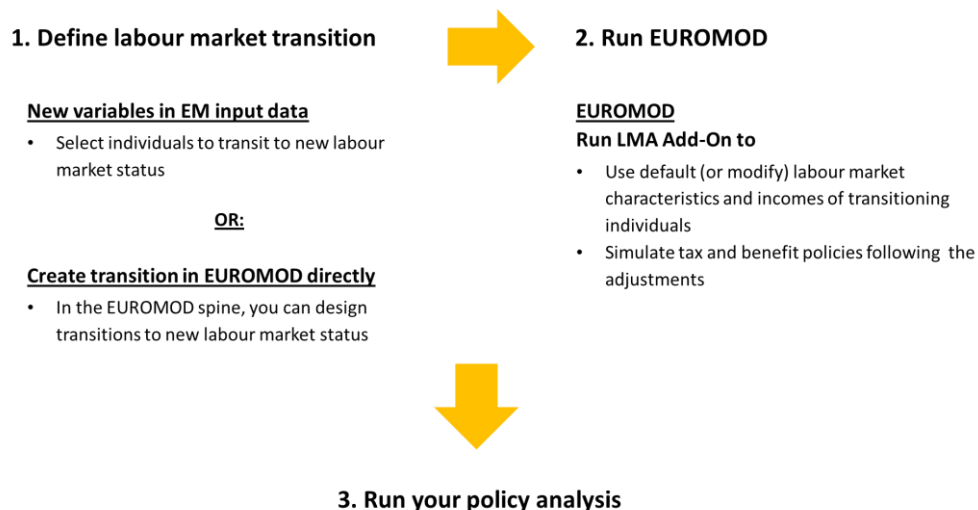 1. Define labour market transition
New variables in EM input data
• Select individuals to transit to new labour
market status
OR:
Create transition in EUROMOD directly
• In the EUROMOD spine, you can design
transitions to new labour market status
2. Run EUROMOD
EUROMOD
Run LMA Add-On to
• Use default (or modify) labour market
characteristics and incomes of transitioning
individuals
• Simulate tax and benefit policies following the
adjustments
3. Run your policy analysis